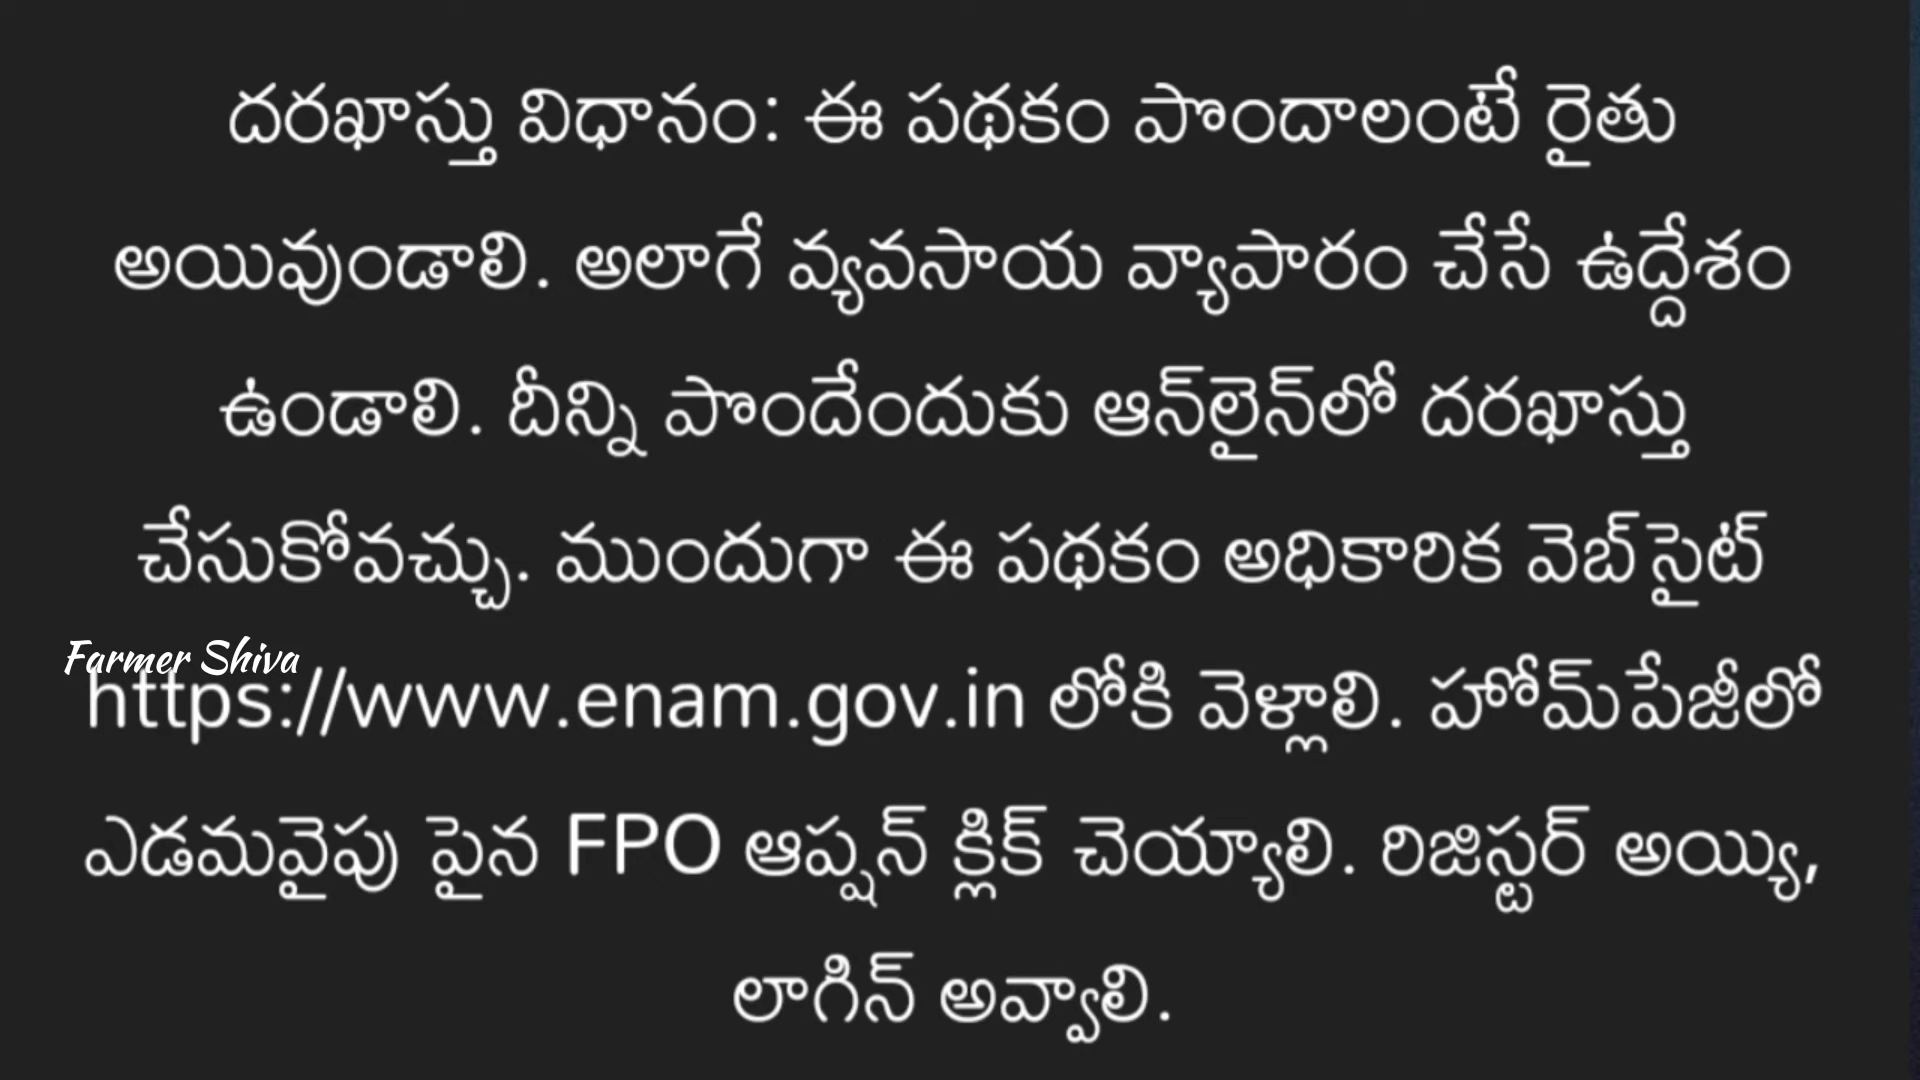 దరఖాస్తు విధానం: ఈ పథకం పొందాలంటే రైతు
అయివుండాలి. అలాగే వ్యవసాయ వ్యాపారం చేసే ఉద్దేశం
ఉండాలి. దీన్ని పొందేందుకు ఆన్‌లైన్‌లో దరఖాస్తు
చేసుకోవచ్చు. ముందుగా ఈ పథకం అధికారిక వెబ్‌సైట్
Farmer Shiva
https://www.enam.gov.in లోకి వెళ్లాలి. హోమ్‌పేజీలో
ఎడమవైపు పైన FPO ఆప్షన్ క్లిక్ చెయ్యాలి. రిజిస్టర్ అయ్యి,
లాగిన్ అవ్వాలి.